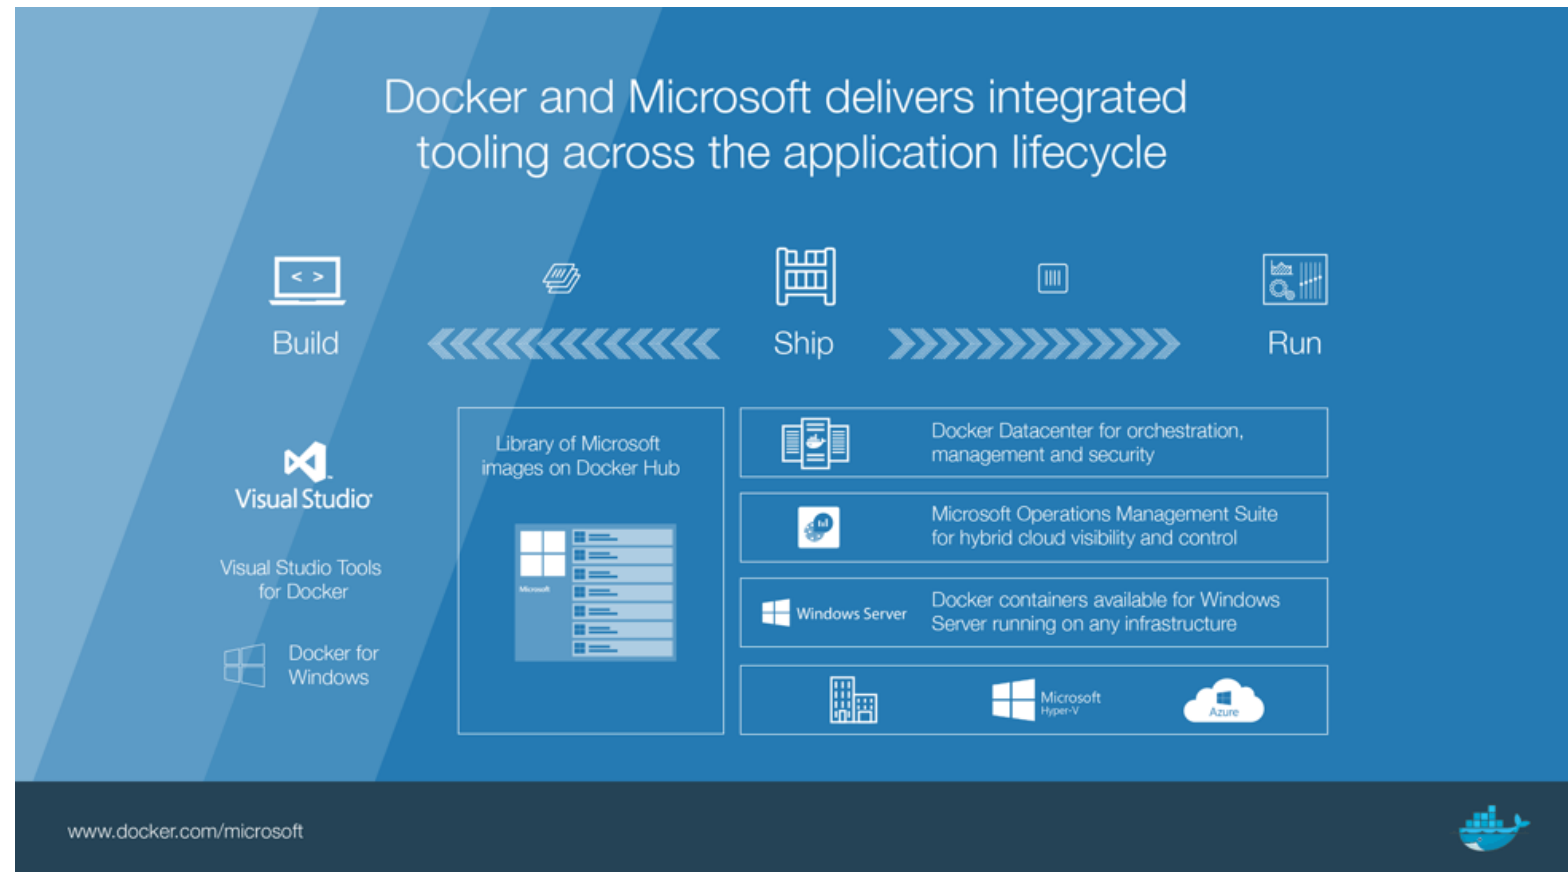 Docker and Microsoft delivers integrated
tooling across the application lifecycle
< >
Build
Ship
Run
Visual Studio
Visual Studio Tools
for Docker
Docker for
Windows
Library of Microsoft
images on Docker Hub
Microsoft
Docker Datacenter for orchestration,
management and security
Microsoft Operations Management Suite
for hybrid cloud visibility and control
Windows Server
Docker containers available for Windows
Server running on any infrastructure
Microsoft
Hyper-V
Azure
www.docker.com/microsoft